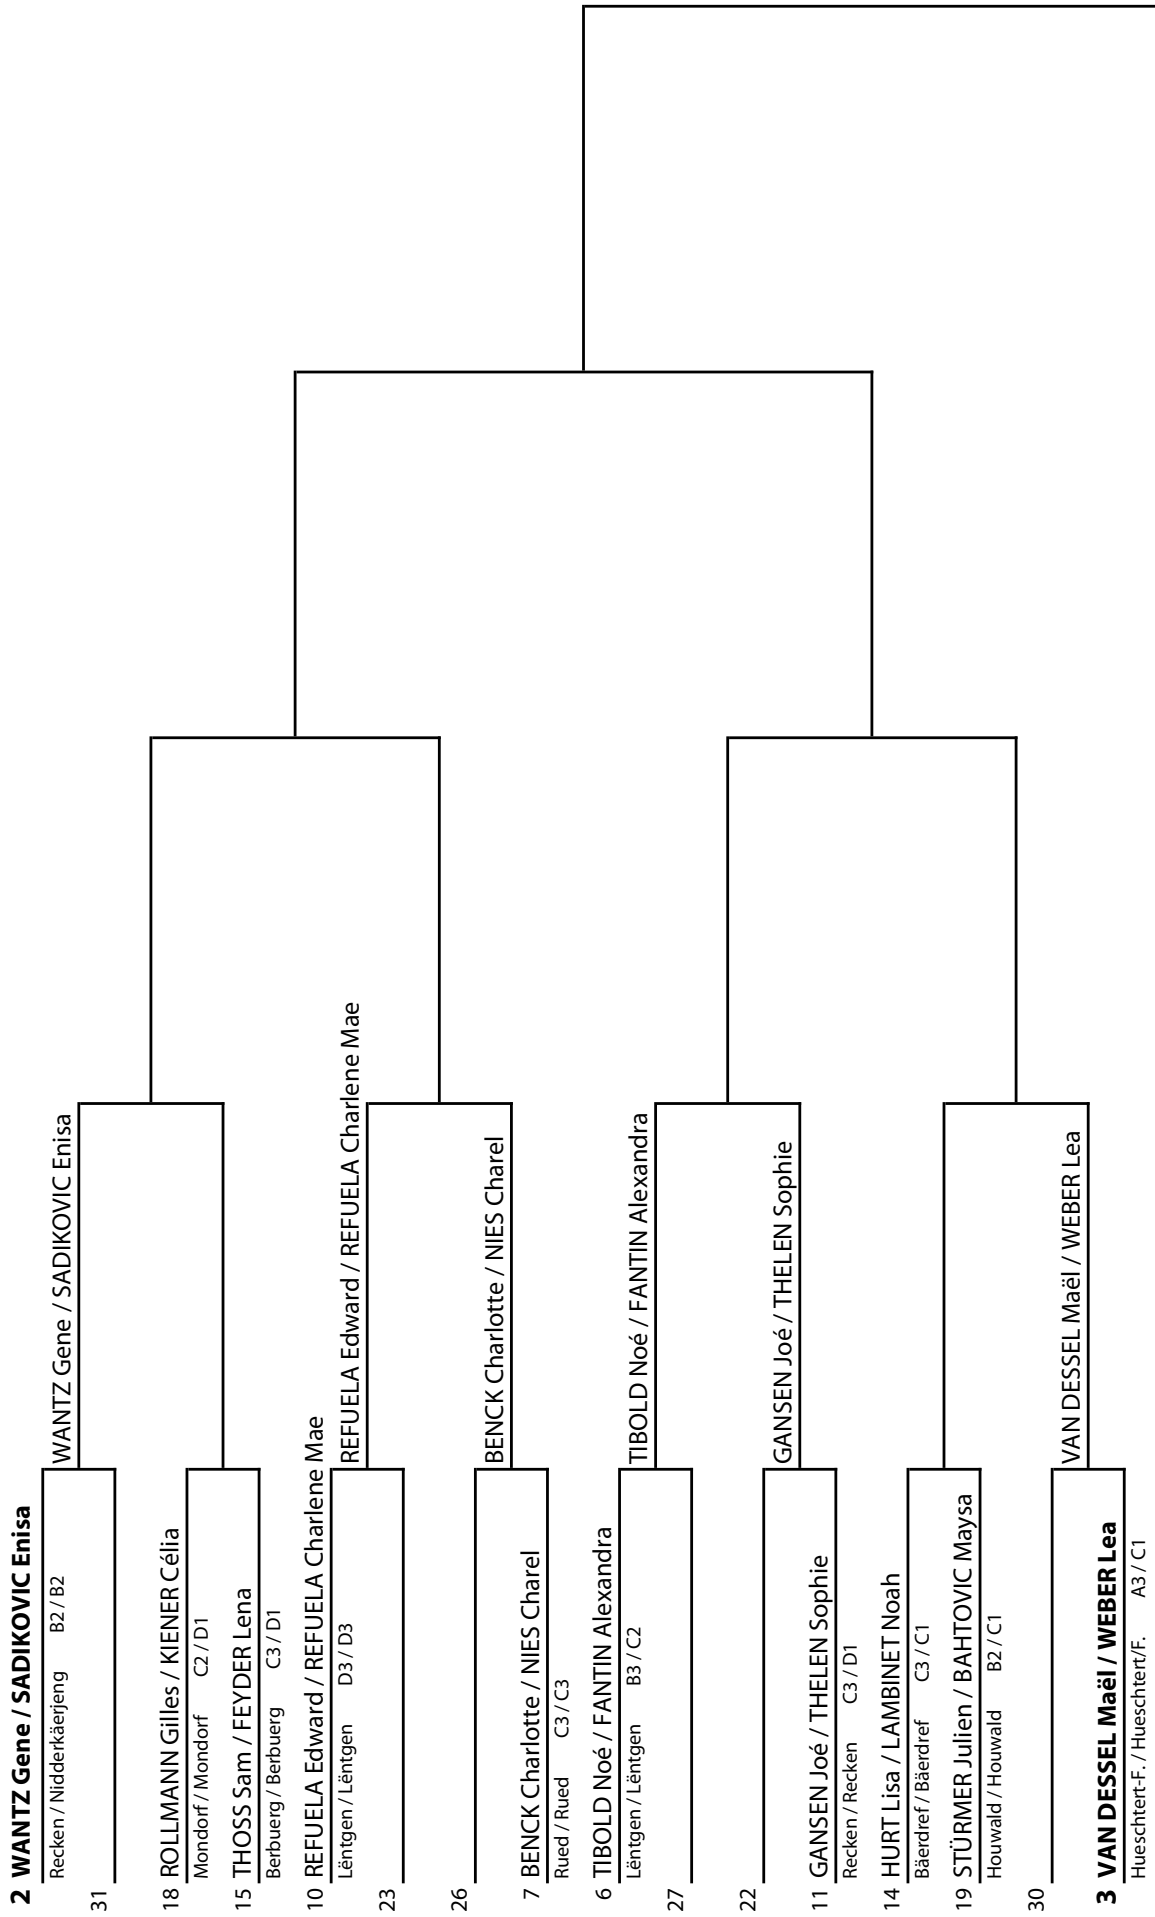 2 WANTZ Gene / SADIKOVIC Enisa
Recken / Nidderkäerjeng B2 / B2
WANTZ Gene / SADIKOVIC Enisa
31
18 ROLLMANN Gilles / KIENER Célia
Mondorf / Mondorf C2 / D1
15 THOSS Sam / FEYDER Lena
Berbuerg / Berbuerg C3 / D1
10 REFUELA Edward / REFUELA Charlene Mae
Lëntgen / Lëntgen D3 / D3
REFUELA Edward / REFUELA Charlene Mae
23
26
BENCK Charlotte / NIES Charel
7 BENCK Charlotte / NIES Charel
Rued / Rued C3 / C3
6 TIBOLD Noé / FANTIN Alexandra
Lëntgen / Lëntgen B3 / C2
TIBOLD Noé / FANTIN Alexandra
27
22
GANSEN Joé / THELEN Sophie
11 GANSEN Joé / THELEN Sophie
Recken / Recken C3 / D1
14 HURT Lisa / LAMBINET Noah
Bäerdref / Bäerdref C3 / C1
19 STÜRMER Julien / BAHTOVIC Maysa
Houwald / Houwald B2 / C1
30
VAN DESSEL Maël / WEBER Lea
3 VAN DESSEL Maël / WEBER Lea
Hueschtert-F. / Hueschtert/F. A3 / C1